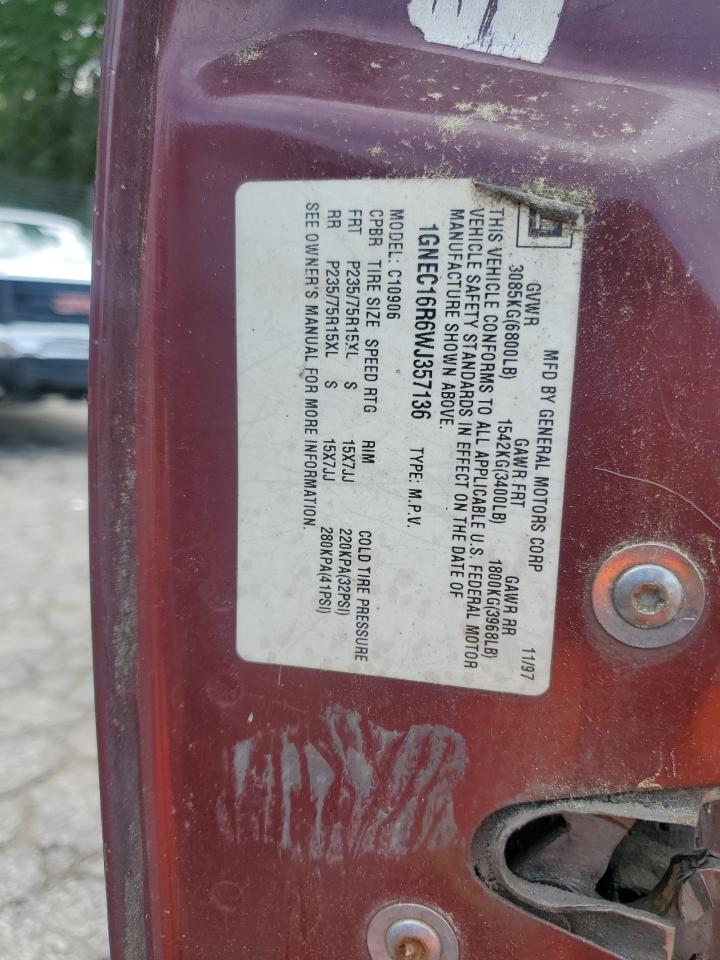 MFD BY GENERAL MOTORS CORP 11/97
GVWR GAWR FRT GAWR RR
3085KG(6800LB) 1542KG(3400LB) 1800KG(3968LB)
THIS VEHICLE CONFORMS TO ALL APPLICABLE U.S. FEDERAL MOTOR
VEHICLE SAFETY STANDARDS IN EFFECT ON THE DATE OF
MANUFACTURE SHOWN ABOVE.
1GNEC16R6WJ357136 TYPE: M.P.V.
MODEL: C10906
CPBR TIRE SIZE SPEED RTG RIM COLD TIRE PRESSURE
FRT P235/75R15XL S 15X7JJ 220KPA(32PSI)
RR P235/75R15XL S 15X7JJ 280KPA(41PSI)
SEE OWNER'S MANUAL FOR MORE INFORMATION.